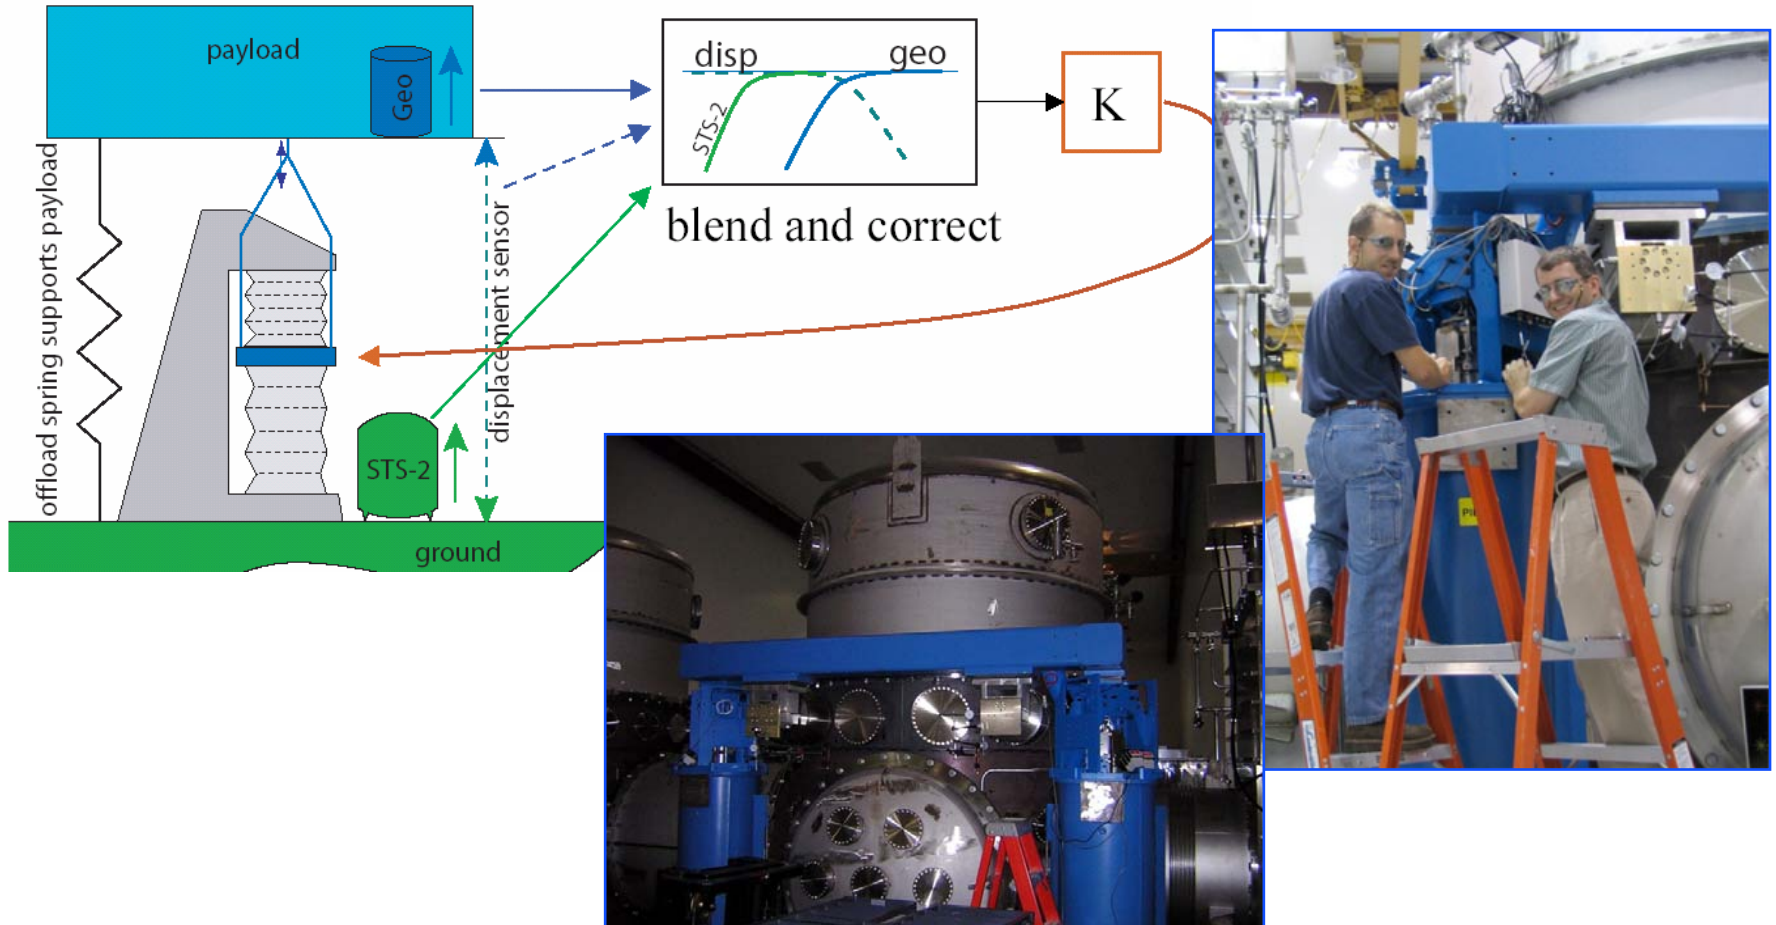 payload
Geo
offload spring supports payload
displacement sensor
STS-2
ground
disp
geo
STS-2
blend and correct
K